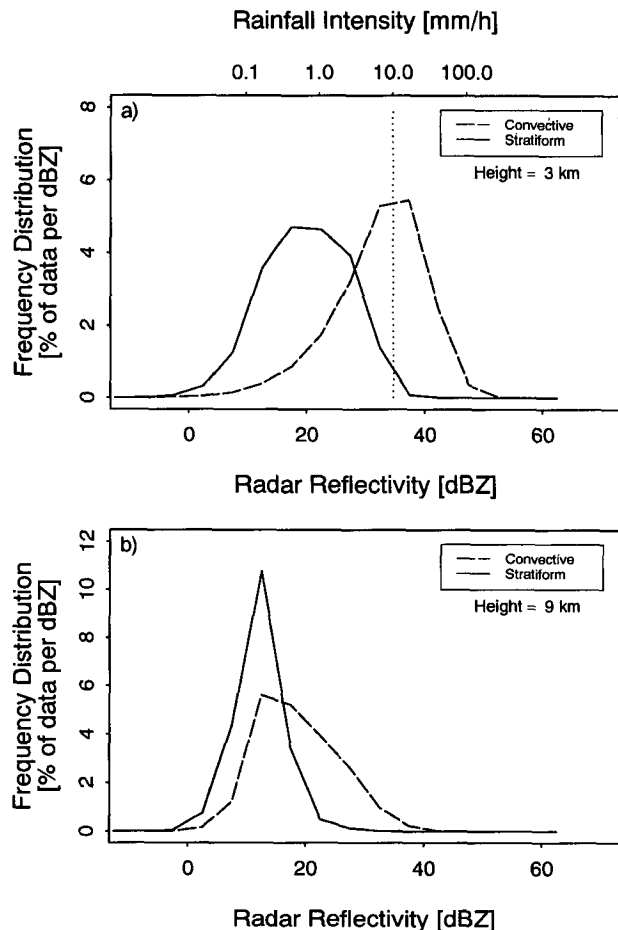 Rainfall Intensity [mm/h]
0.1 1.0 10.0 100.0
a)
Convective
Stratiform
Height = 3 km
Frequency Distribution
[% of data per dBZ]
8
6
4
2
0
0 20 40 60
Radar Reflectivity [dBZ]
b)
Convective
Stratiform
Height = 9 km
Frequency Distribution
[% of data per dBZ]
12
10
8
6
4
2
0
0 20 40 60
Radar Reflectivity [dBZ]